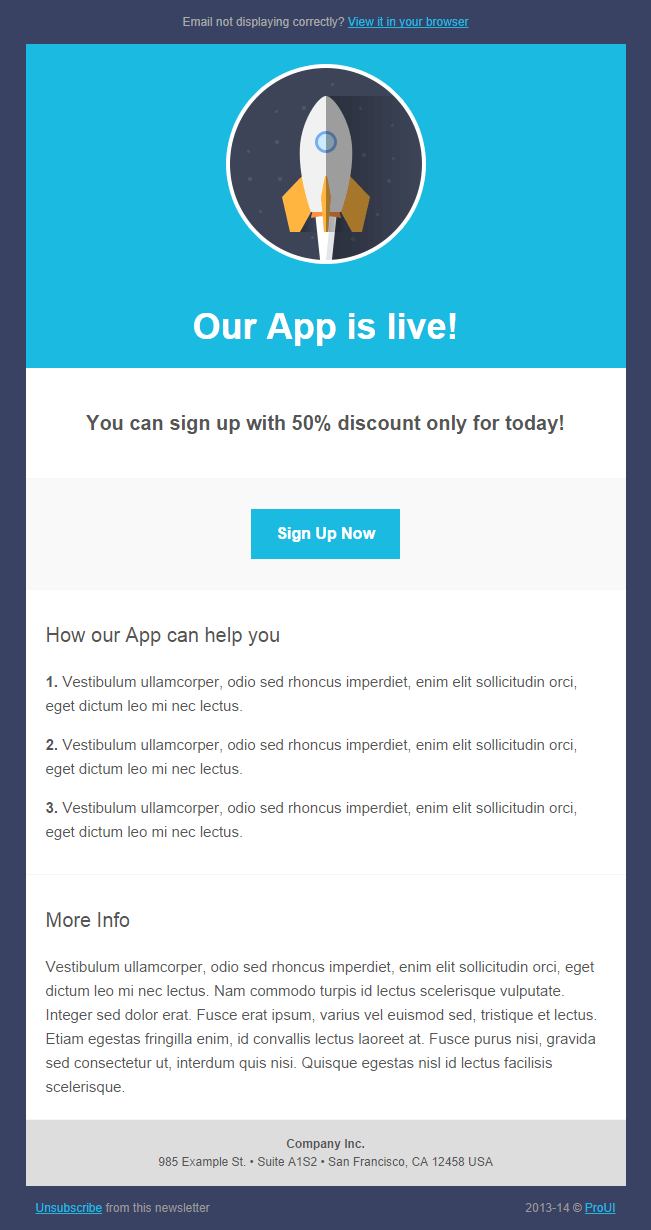 Email not displaying correctly? View it in your browser
Our App is live!
You can sign up with 50% discount only for today!
Sign Up Now
How our App can help you
1. Vestibulum ullamcorper, odio sed rhoncus imperdiet, enim elit sollicitudin orci,
eget dictum leo mi nec lectus.
2. Vestibulum ullamcorper, odio sed rhoncus imperdiet, enim elit sollicitudin orci,
eget dictum leo mi nec lectus.
3. Vestibulum ullamcorper, odio sed rhoncus imperdiet, enim elit sollicitudin orci,
eget dictum leo mi nec lectus.
More Info
Vestibulum ullamcorper, odio sed rhoncus imperdiet, enim elit sollicitudin orci, eget
dictum leo mi nec lectus. Nam commodo turpis id lectus scelerisque vulputate.
Integer sed dolor erat. Fusce erat ipsum, varius vel euismod sed, tristique et lectus.
Etiam egestas fringilla enim, id convallis lectus laoreet at. Fusce purus nisi, gravida
sed consectetur ut, interdum quis nisi. Quisque egestas nisl id lectus facilisis
scelerisque.
Company Inc.
985 Example St. • Suite A1S2 • San Francisco, CA 12458 USA
Unsubscribe from this newsletter
2013-14 © ProUI